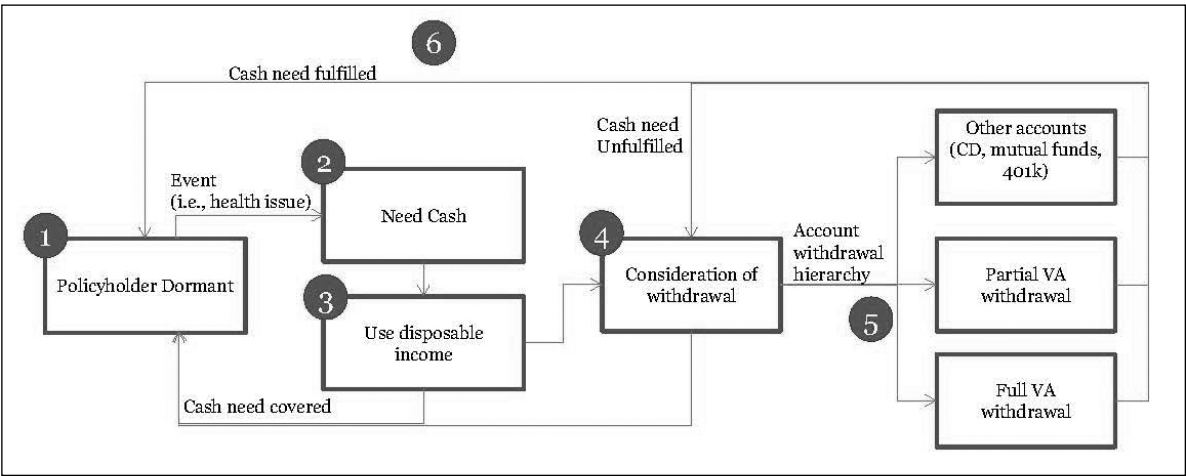 6
Cash need fulfilled
Cash need
Unfulfilled
Other accounts
(CD, mutual funds,
401k)
2
Event
(i.e., health issue)
Need Cash
1
Policyholder Dormant
4
Consideration of
withdrawal
Account
withdrawal
hierarchy
Partial VA
withdrawal
3
Use disposable
income
5
Cash need covered
Full VA
withdrawal